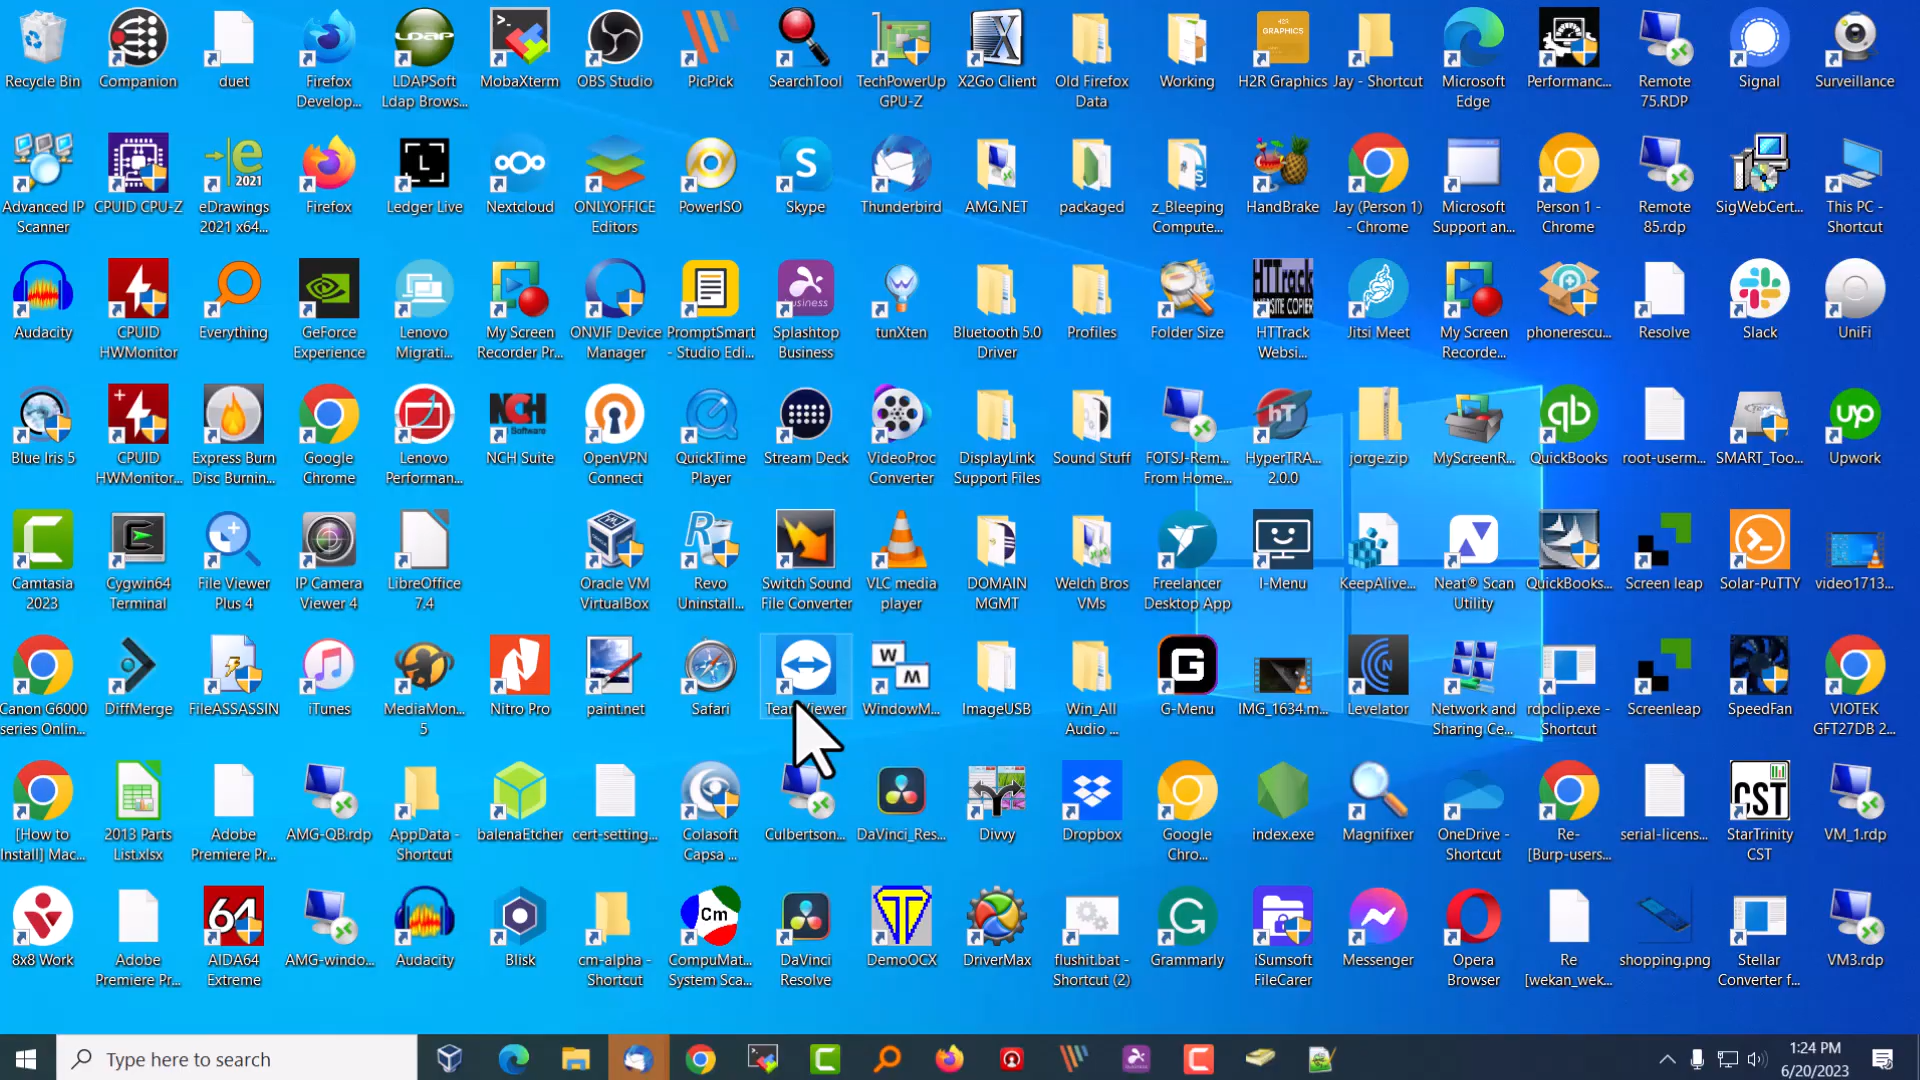 Recycle Bin
Companion
duet
Firefox
Develop...
LDAP
LDAPSoft
Ldap Brows...
MobaXterm
OBS Studio
PicPick
SearchTool
TechPowerUp
GPU-Z
X
X2Go Client
Old Firefox
Data
Working
H2R
GRAPHICS
H2R Graphics
Jay - Shortcut
Microsoft
Edge
Performanc...
Remote
75.RDP
Signal
Surveillance
Advanced IP
Scanner
CPUID CPU-Z
e
2021
eDrawings
2021 x64...
Firefox
L
Ledger Live
Nextcloud
ONLYOFFICE
Editors
PowerISO
S
Skype
Thunderbird
AMG.NET
packaged
z_Bleeping
Compute...
HandBrake
Jay (Person 1)
- Chrome
Microsoft
Support an...
Person 1 -
Chrome
Remote
85.rdp
SigWebCert...
This PC -
Shortcut
Audacity
CPUID
HWMonitor
Everything
GeForce
Experience
Lenovo
Migrati...
My Screen
Recorder Pr...
ONVIF Device
Manager
PromptSmart
- Studio Edi...
business
Splashtop
Business
tunXten
Bluetooth 5.0
Driver
Profiles
Folder Size
HTTrack
WEBSITE COPIER
HTTrack
Websi...
Jitsi Meet
My Screen
Recorde...
phonerescu...
Resolve
Slack
UniFi
Blue Iris 5
CPUID
HWMonitor...
Express Burn
Disc Burnin...
Google
Chrome
Lenovo
Performan...
NCH
Software
NCH Suite
OpenVPN
Connect
QuickTime
Player
Stream Deck
VideoProc
Converter
DisplayLink
Support Files
Sound Stuff
FOTSJ-Rem...
From Home...
hT
HyperTRA...
2.0.0
jorge.zip
MyScreenR...
qb
QuickBooks
root-userm...
SMART_Too...
up
Upwork
C
Camtasia
2023
C
Cygwin64
Terminal
File Viewer
Plus 4
IP Camera
Viewer 4
LibreOffice
7.4
Oracle VM
VirtualBox
R
Revo
Uninstall...
Switch Sound
File Converter
VLC media
player
DOMAIN
MGMT
Welch Bros
VMs
Freelancer
Desktop App
I-Menu
KeepAlive...
Neat® Scan
Utility
QuickBooks...
Screen leap
Solar-PuTTY
video1713...
Canon G6000
series Onlin...
DiffMerge
FileASSASSIN
iTunes
MediaMon...
5
Nitro Pro
paint.net
Safari
TeamViewer
W
M
WindowM...
ImageUSB
Win_All
Audio ...
G
G-Menu
IMG_1634.m...
N
Levelator
Network and
Sharing Ce...
rdpclip.exe -
Shortcut
Screenleap
SpeedFan
VIOTEK
GFT27DB 2...
[How to
Install] Mac...
2013 Parts
List.xlsx
Adobe
Premiere Pr...
AMG-QB.rdp
AppData -
Shortcut
balenaEtcher
cert-setting...
Colasoft
Capsa ...
Culbertson...
DaVinci_Res...
Divvy
Dropbox
Google
Chro...
index.exe
Magnifixer
OneDrive -
Shortcut
Re-
[Burp-users...
serial-licens...
CST
StarTrinity
CST
VM_1.rdp
8x8 Work
Adobe
Premiere Pr...
64
AIDA64
Extreme
AMG-windo...
Audacity
Blisk
cm-alpha -
Shortcut
Cm
CompuMat...
System Sca...
DaVinci
Resolve
T
DemoOCX
DriverMax
flushit.bat -
Shortcut (2)
G
Grammarly
iSumsoft
FileCarer
Messenger
Opera
Browser
Re
[wekan_wek...
shopping.png
Stellar
Converter f...
VM3.rdp
Type here to search
1:24 PM
6/20/2023